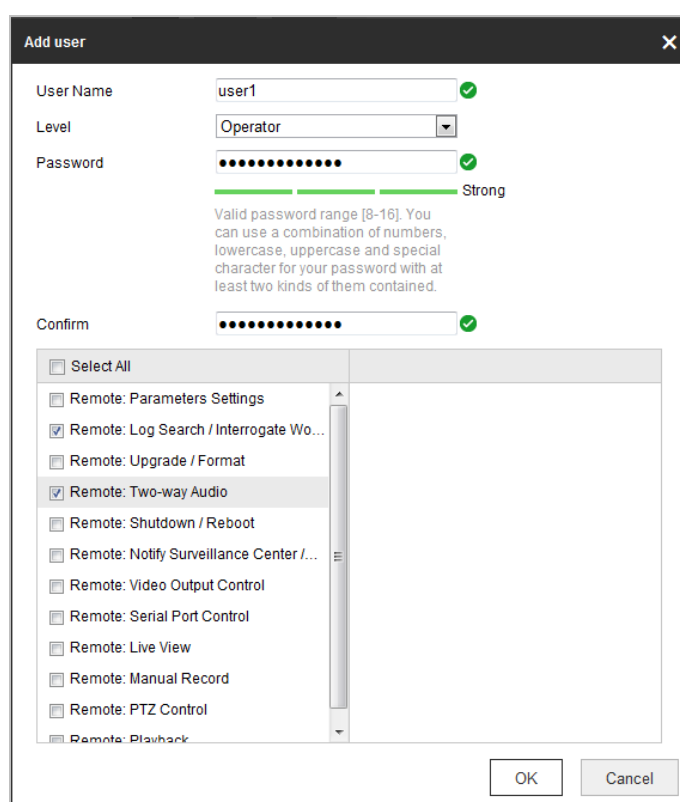 Add user
User Name user1
Level Operator
Password •••••••••••••
Strong
Valid password range [8-16]. You
can use a combination of numbers,
lowercase, uppercase and special
character for your password with at
least two kinds of them contained.
Confirm •••••••••••••
Select All
Remote: Parameters Settings
Remote: Log Search / Interrogate Wo...
Remote: Upgrade / Format
Remote: Two-way Audio
Remote: Shutdown / Reboot
Remote: Notify Surveillance Center /...
Remote: Video Output Control
Remote: Serial Port Control
Remote: Live View
Remote: Manual Record
Remote: PTZ Control
Remote: Playback
OK Cancel